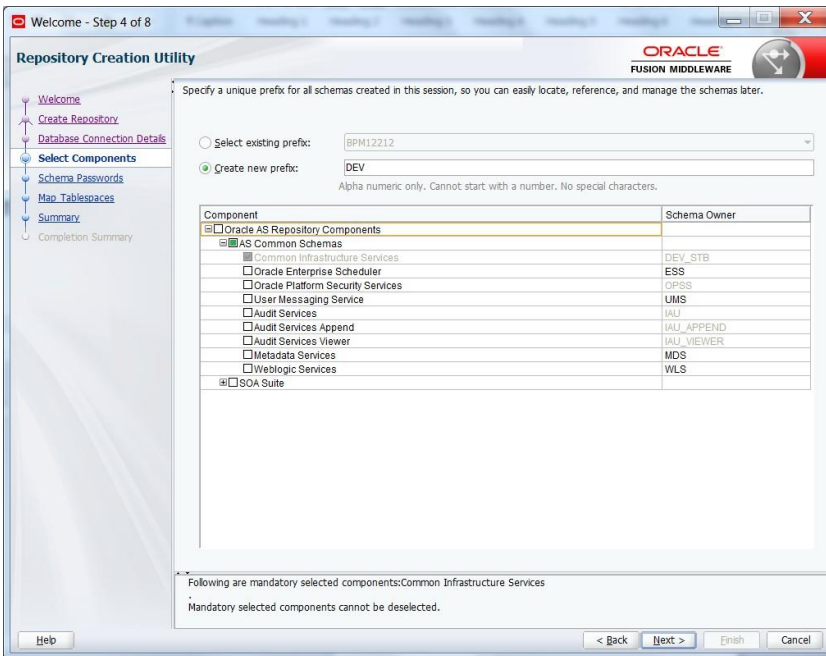 Welcome - Step 4 of 8
Repository Creation Utility
ORACLE
FUSION MIDDLEWARE
Welcome
Create Repository
Database Connection Details
Select Components
Schema Passwords
Map Tablespaces
Summary
Completion Summary
Specify a unique prefix for all schemas created in this session, so you can easily locate, reference, and manage the schemas later.
Select existing prefix: BPM12212
Create new prefix: DEV
Alpha numeric only. Cannot start with a number. No special characters.
Component Schema Owner
Oracle AS Repository Components
AS Common Schemas
Common Infrastructure Services DEV_STB
Oracle Enterprise Scheduler ESS
Oracle Platform Security Services OPSS
User Messaging Service UMS
Audit Services IAU
Audit Services Append IAU_APPEND
Audit Services Viewer IAU_VIEWER
Metadata Services MDS
Weblogic Services WLS
SOA Suite
Following are mandatory selected components:Common Infrastructure Services
.
Mandatory selected components cannot be deselected.
Help < Back Next > Finish Cancel